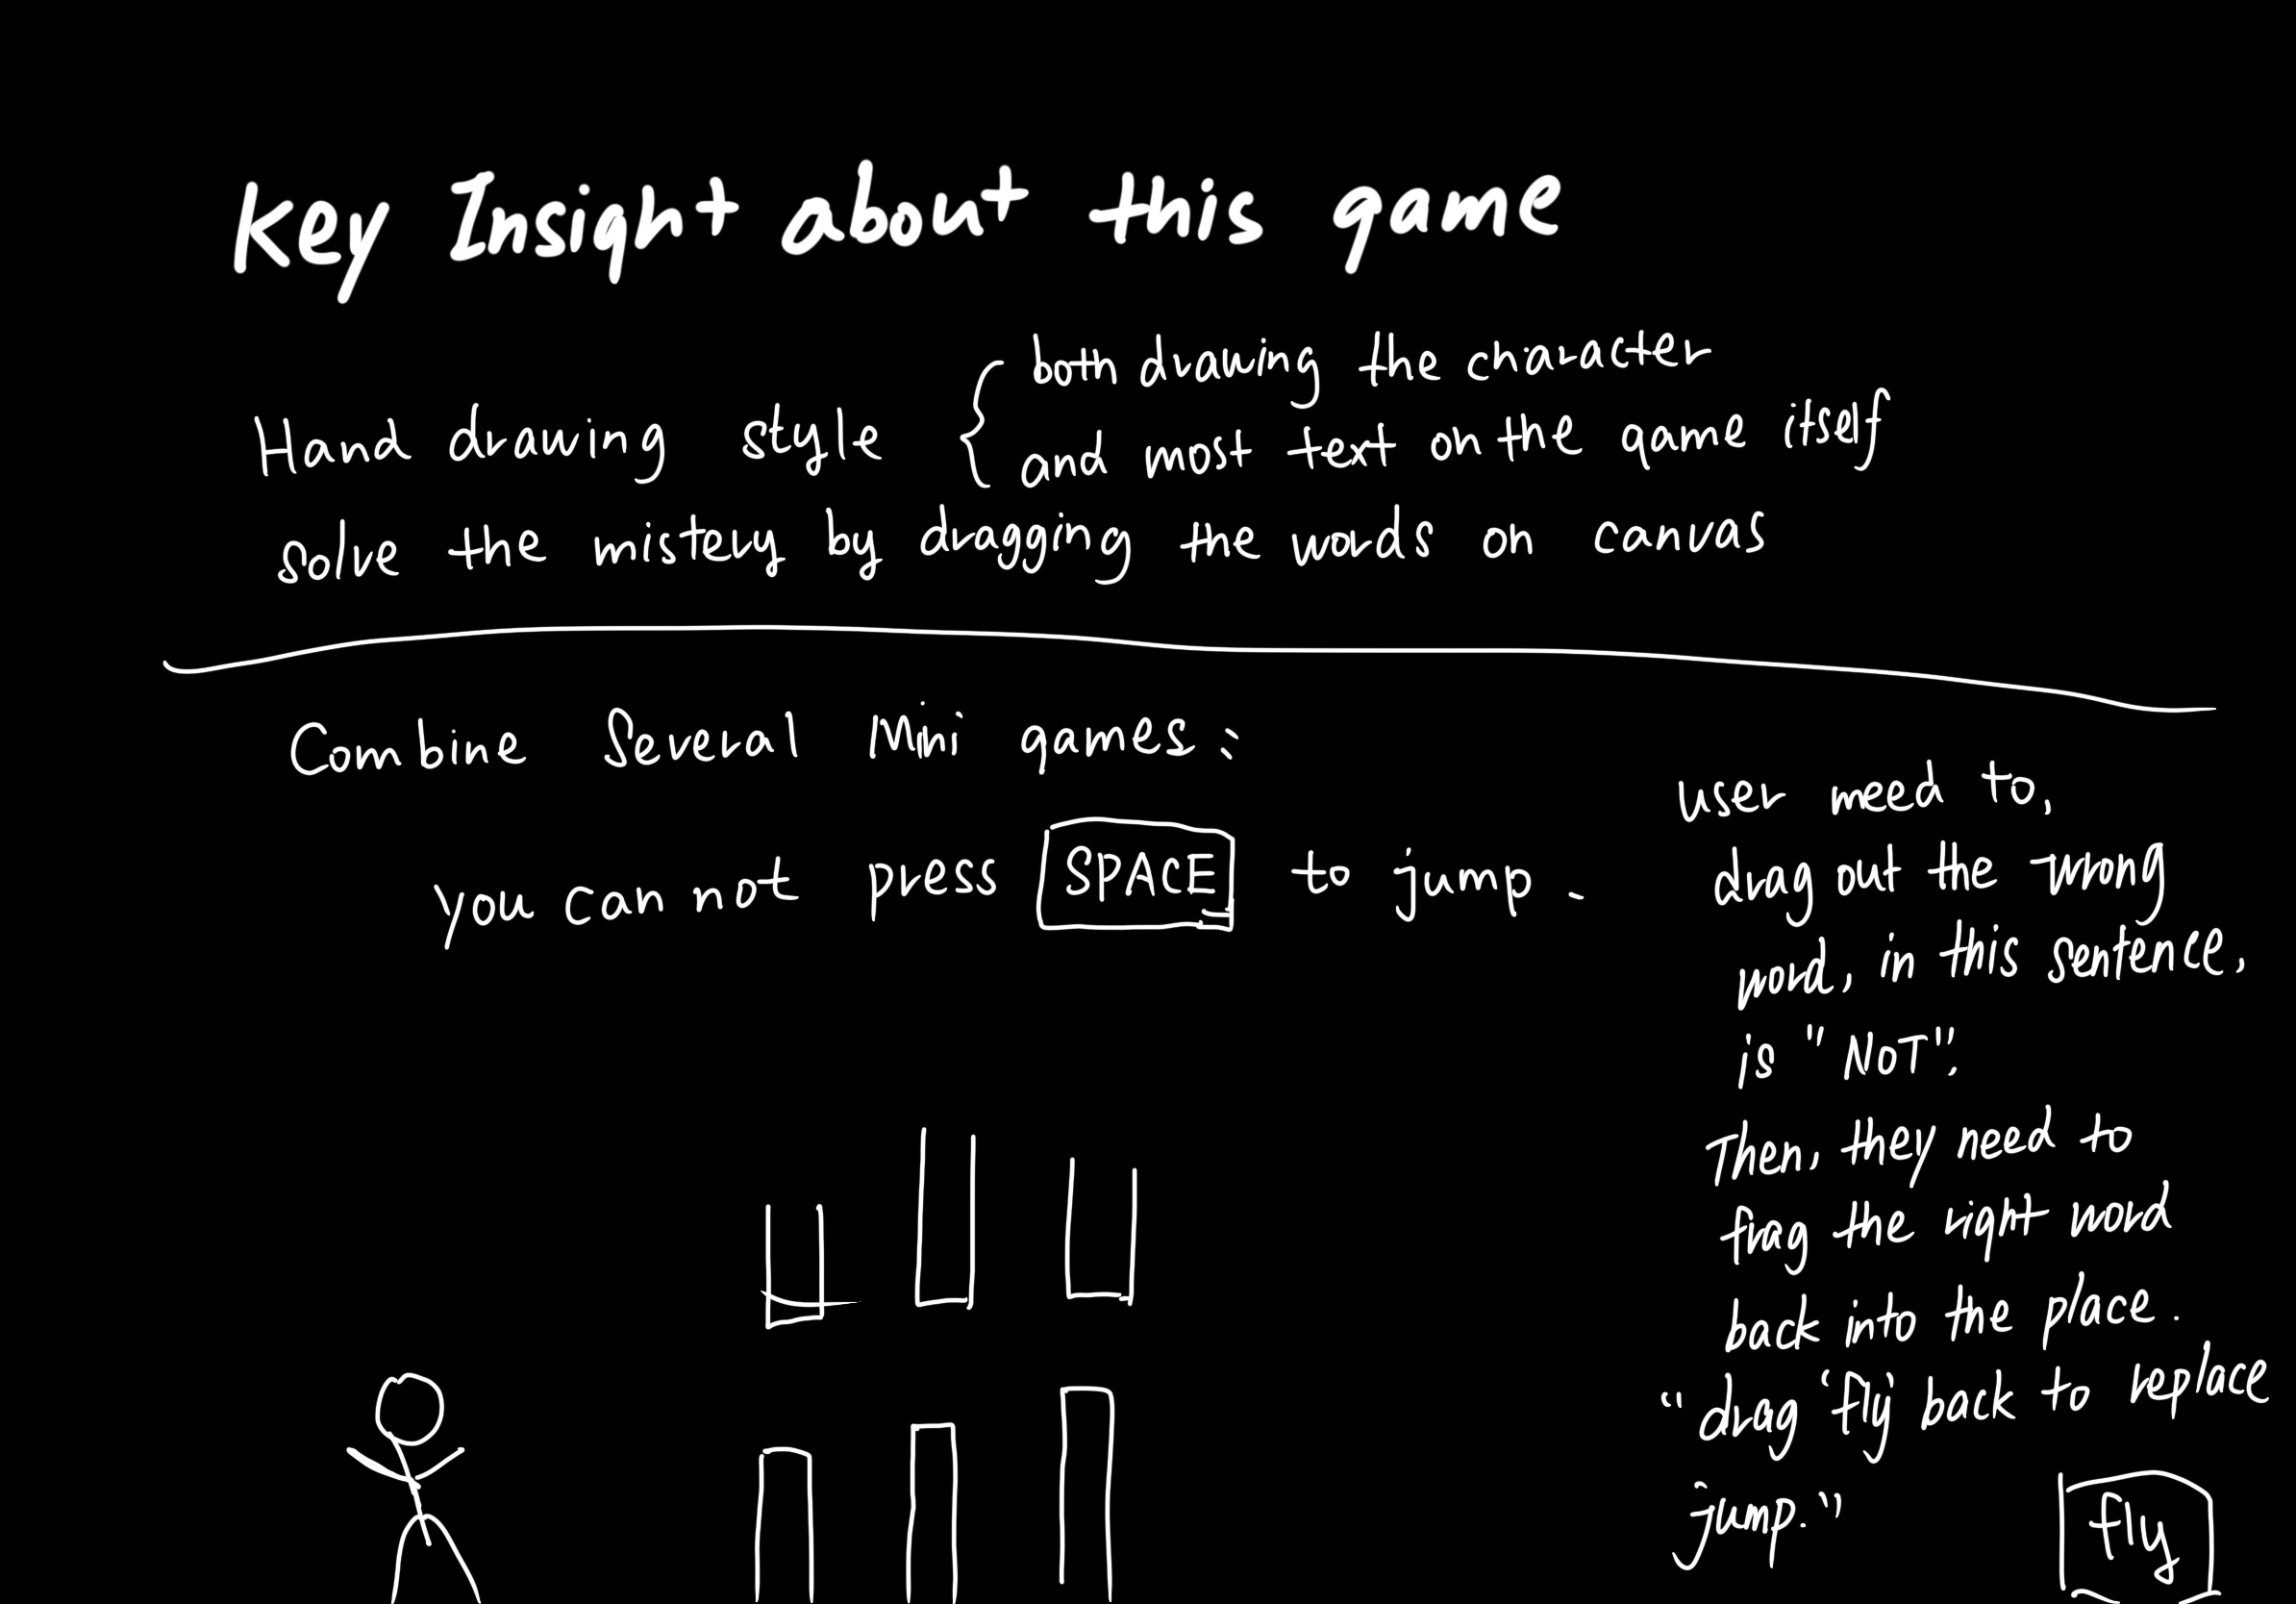 Key Insight about this game
Hand drawing style { both drawing the character
and most text on the game itself
solve the mistery by dragging the words on canvas
Combine Several Mini games:
you can not press SPACE to jump.
user need to,
drag out the wrong
word, in this sentence,
is "NOT",
Then, they need to
frag the right word
back into the place.
"drag 'fly' back to replace
jump."
fly